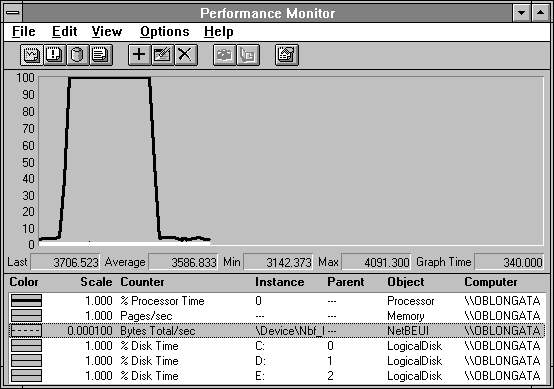 Performance Monitor
File Edit View Options Help
100
90
80
70
60
50
40
30
20
10
0
Last 3706.523 Average 3586.833 Min 3142.373 Max 4091.300 Graph Time 340.000
Color Scale Counter Instance Parent Object Computer
1.000 % Processor Time 0 --- Processor \\OBLONGATA
1.000 Pages/sec --- --- Memory \\OBLONGATA
0.000100 Bytes Total/sec \Device\Nbf_I --- NetBEUI \\OBLONGATA
1.000 % Disk Time C: 0 LogicalDisk \\OBLONGATA
1.000 % Disk Time D: 1 LogicalDisk \\OBLONGATA
1.000 % Disk Time E: 2 LogicalDisk \\OBLONGATA